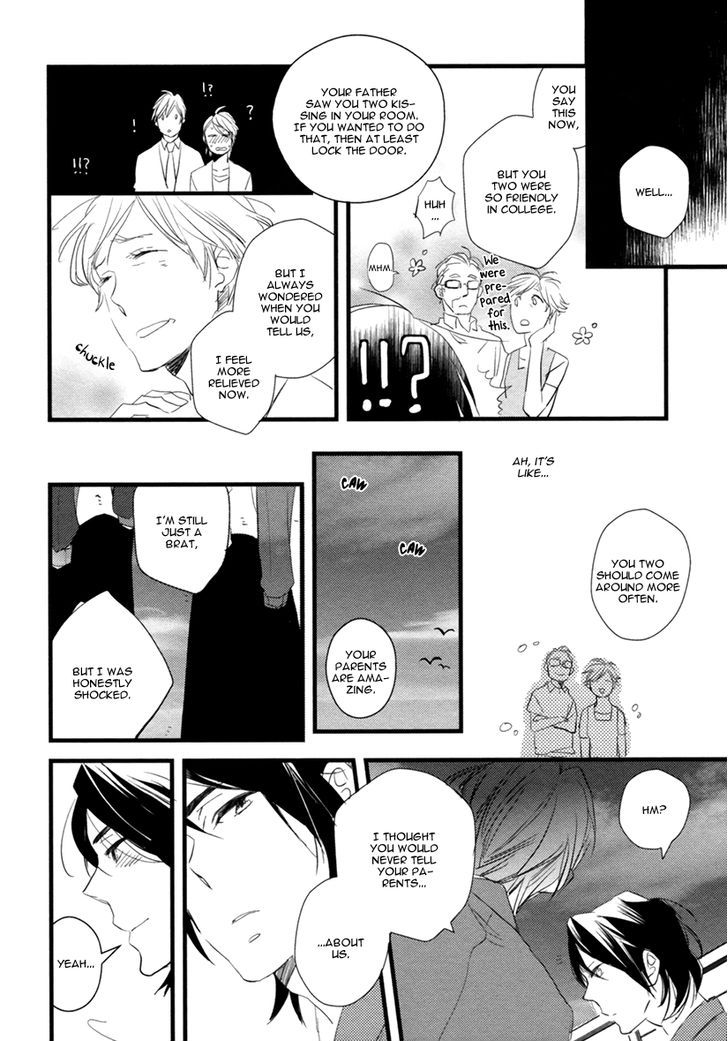 WELL...
YOU
SAY
THIS
NOW,
BUT YOU
TWO WERE
SO FRIENDLY
IN COLLEGE.
HUH
...
MHM.
We
were
pre-
pared
for
this.
!!?
YOUR FATHER
SAW YOU TWO KIS-
SING IN YOUR ROOM.
IF YOU WANTED TO DO
THAT, THEN AT LEAST
LOCK THE DOOR.
?
!?
!?
!!?
BUT I
ALWAYS
WONDERED
WHEN YOU
WOULD
TELL US,
I FEEL
MORE
RELIEVED
NOW.
chuckle
AH, IT'S
LIKE...
YOU TWO
SHOULD COME
AROUND MORE
OFTEN.
CAW
CAW
YOUR
PARENTS
ARE AMA-
ZING.
I'M STILL
JUST A
BRAT,
BUT I WAS
HONESTLY
SHOCKED.
HM?
I THOUGHT
YOU WOULD
NEVER TELL
YOUR PA-
RENTS...
...ABOUT
US.
YEAH...